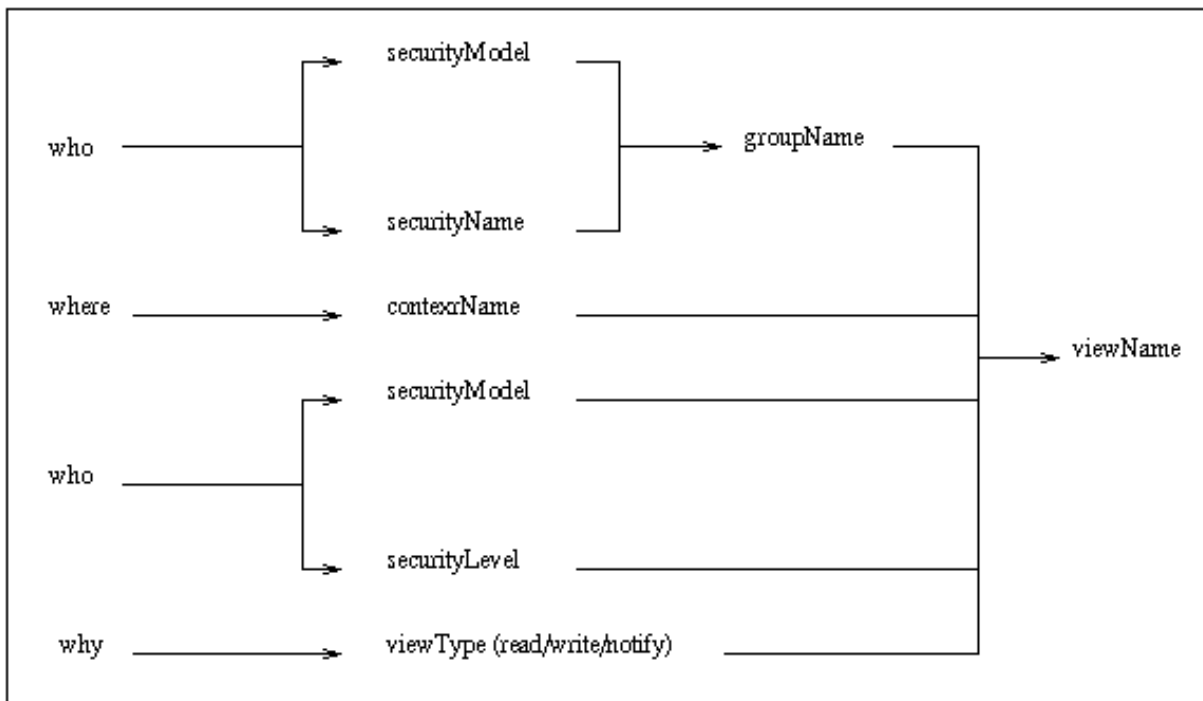 securityModel
who
groupName
securityName
where
contexrName
viewName
securityModel
who
securityLevel
why
viewType (read/write/notify)